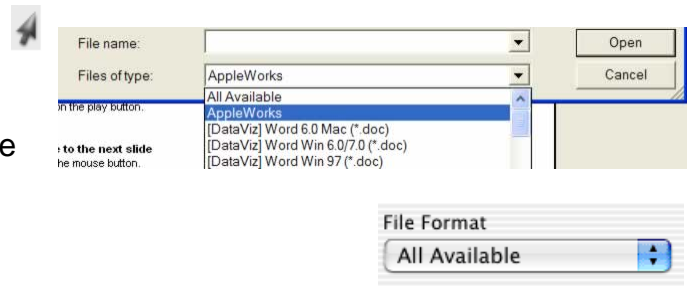 File name:
Open
Files of type:
AppleWorks
Cancel
All Available
on the play button.
AppleWorks
[DataViz] Word 6.0 Mac (*.doc)
e
to the next slide
[DataViz] Word Win 6.0/7.0 (*.doc)
he mouse button.
[DataViz] Word Win 97 (*.doc)
File Format
All Available